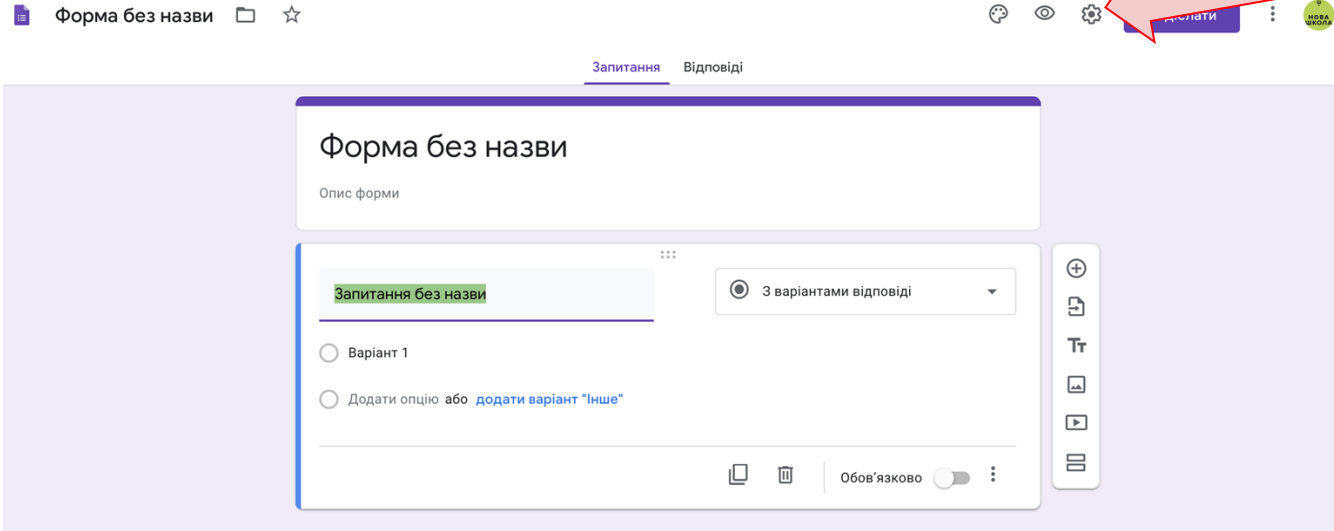 Форма без назви
НОВА
ШКОЛА
Запитання Відповіді
Форма без назви
Опис форми
Запитання без назви
З варіантами відповіді
Варіант 1
Додати опцію або додати варіант "Інше"
Обов'язково